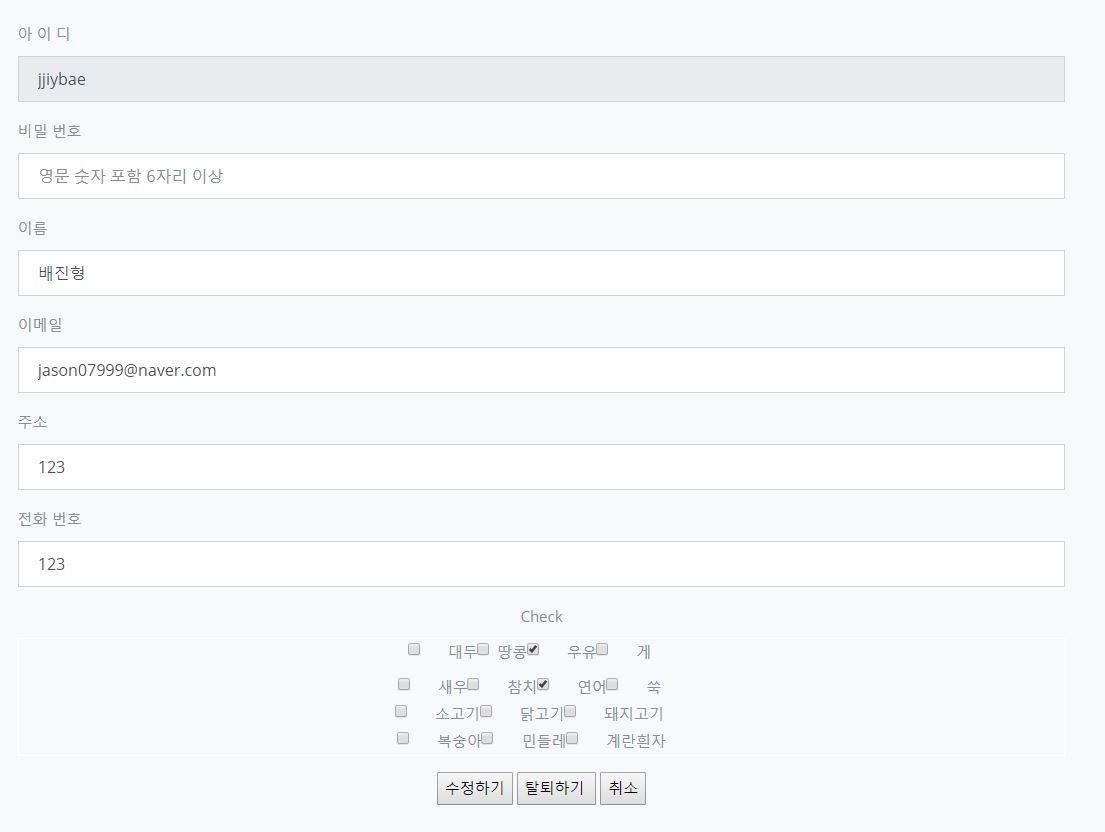 아 이 디
jjiybae
비밀 번호
영문 숫자 포함 6자리 이상
이름
배진형
이메일
jason07999@naver.com
주소
123
전화 번호
123
Check
대두 땅콩 우유 게
새우 참치 연어 쑥
소고기 닭고기 돼지고기
복숭아 민들레 계란흰자
수정하기 탈퇴하기 취소